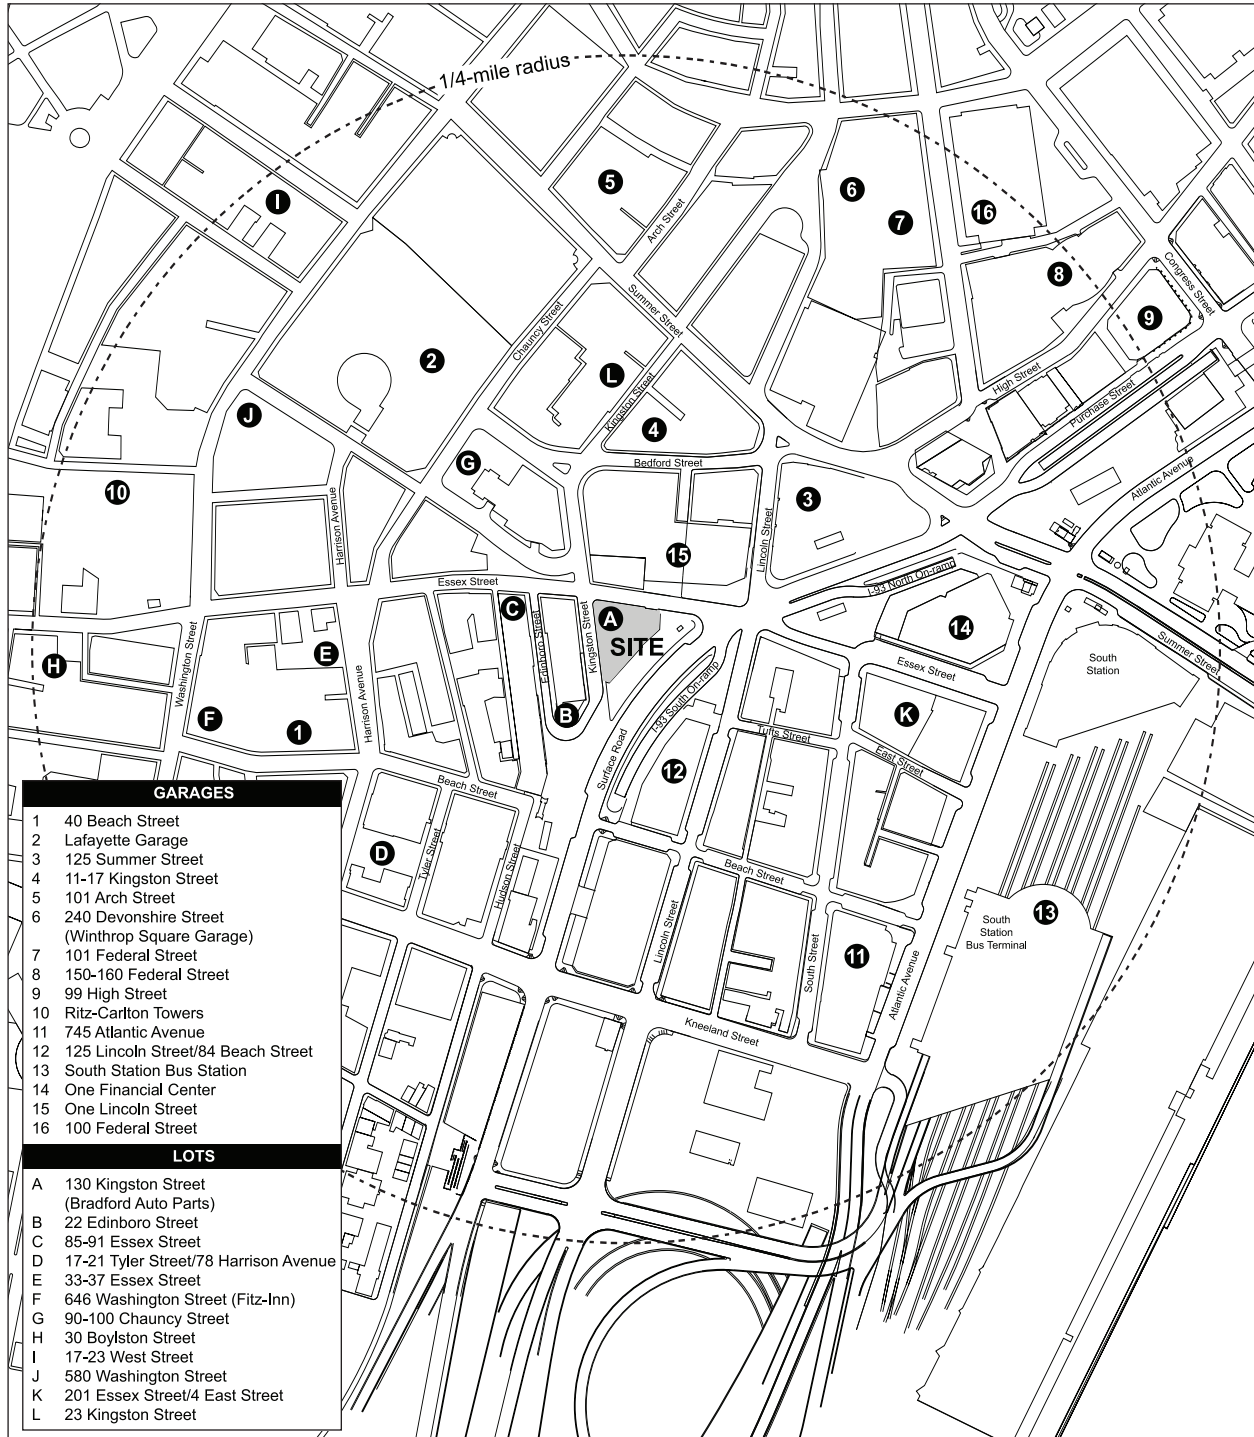 1/4-mile radius
I
5
6
7
16
Arch Street
8
Congress Street
9
Summer Street
Chauncy Street
2
L
Kingston Street
High Street
Purchase Street
J
4
G
Bedford Street
Atlantic Avenue
10
Harrison Avenue
3
Lincoln Street
15
Essex Street
C
I-93 North On-ramp
A
SITE
14
Edinboro Street
Kingston Street
Washington Street
E
H
Essex Street
South
Station
Summer Street
Harrison Avenue
F
1
B
I-93 South On-ramp
K
Tufts Street
East Street
Surface Road
12
Beach Street
D
Tyler Street
Hudson Street
Beach Street
South
Station
Bus Terminal
13
Lincoln Street
South Street
11
Atlantic Avenue
Kneeland Street
GARAGES
1 40 Beach Street
2 Lafayette Garage
3 125 Summer Street
4 11-17 Kingston Street
5 101 Arch Street
6 240 Devonshire Street
(Winthrop Square Garage)
7 101 Federal Street
8 150-160 Federal Street
9 99 High Street
10 Ritz-Carlton Towers
11 745 Atlantic Avenue
12 125 Lincoln Street/84 Beach Street
13 South Station Bus Station
14 One Financial Center
15 One Lincoln Street
16 100 Federal Street
LOTS
A 130 Kingston Street
(Bradford Auto Parts)
B 22 Edinboro Street
C 85-91 Essex Street
D 17-21 Tyler Street/78 Harrison Avenue
E 33-37 Essex Street
F 646 Washington Street (Fitz-Inn)
G 90-100 Chauncy Street
H 30 Boylston Street
I 17-23 West Street
J 580 Washington Street
K 201 Essex Street/4 East Street
L 23 Kingston Street